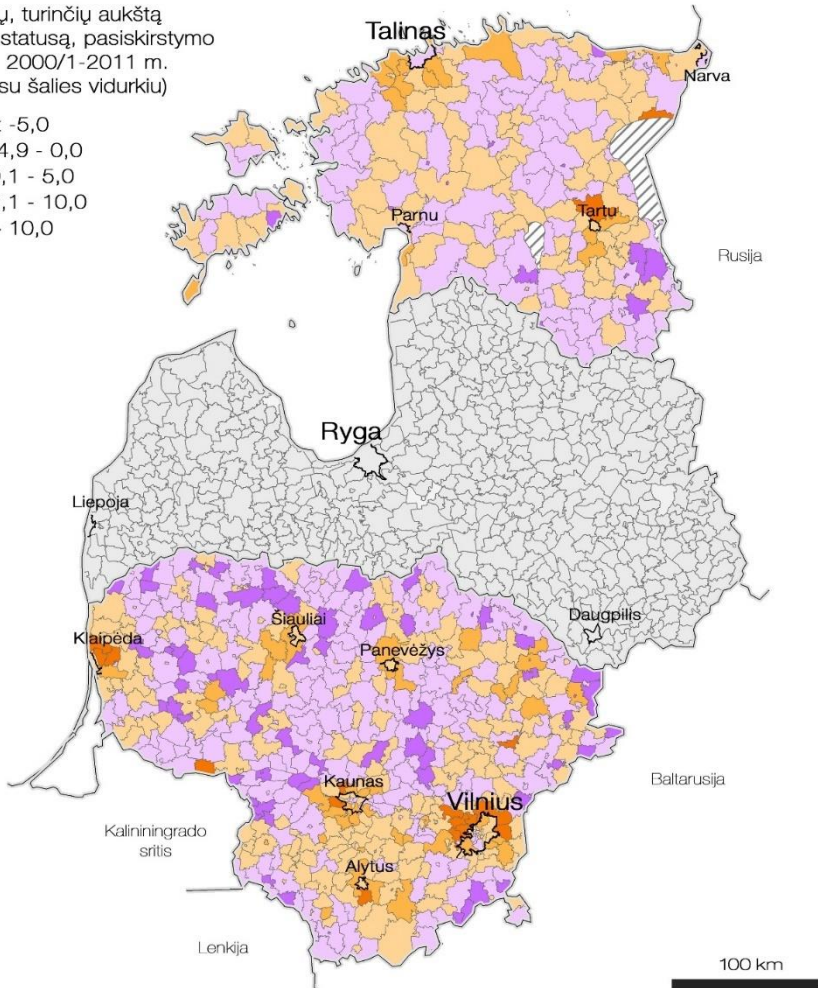 turinčių aukštą
statusą, pasiskirstymo
2000/1-2011 m.
su šalies vidurkiu)
-5,0
4,9 - 0,0
,1 - 5,0
,1 - 10,0
10,0
Talinas
Narva
Parnu
Tartu
Rusija
Ryga
Liepoja
Daugpilis
Šiauliai
Klaipėda
Panevėžys
Kaunas
Vilnius
Baltarusija
Kalininingrado
sritis
Alytus
Lenkija
100 km